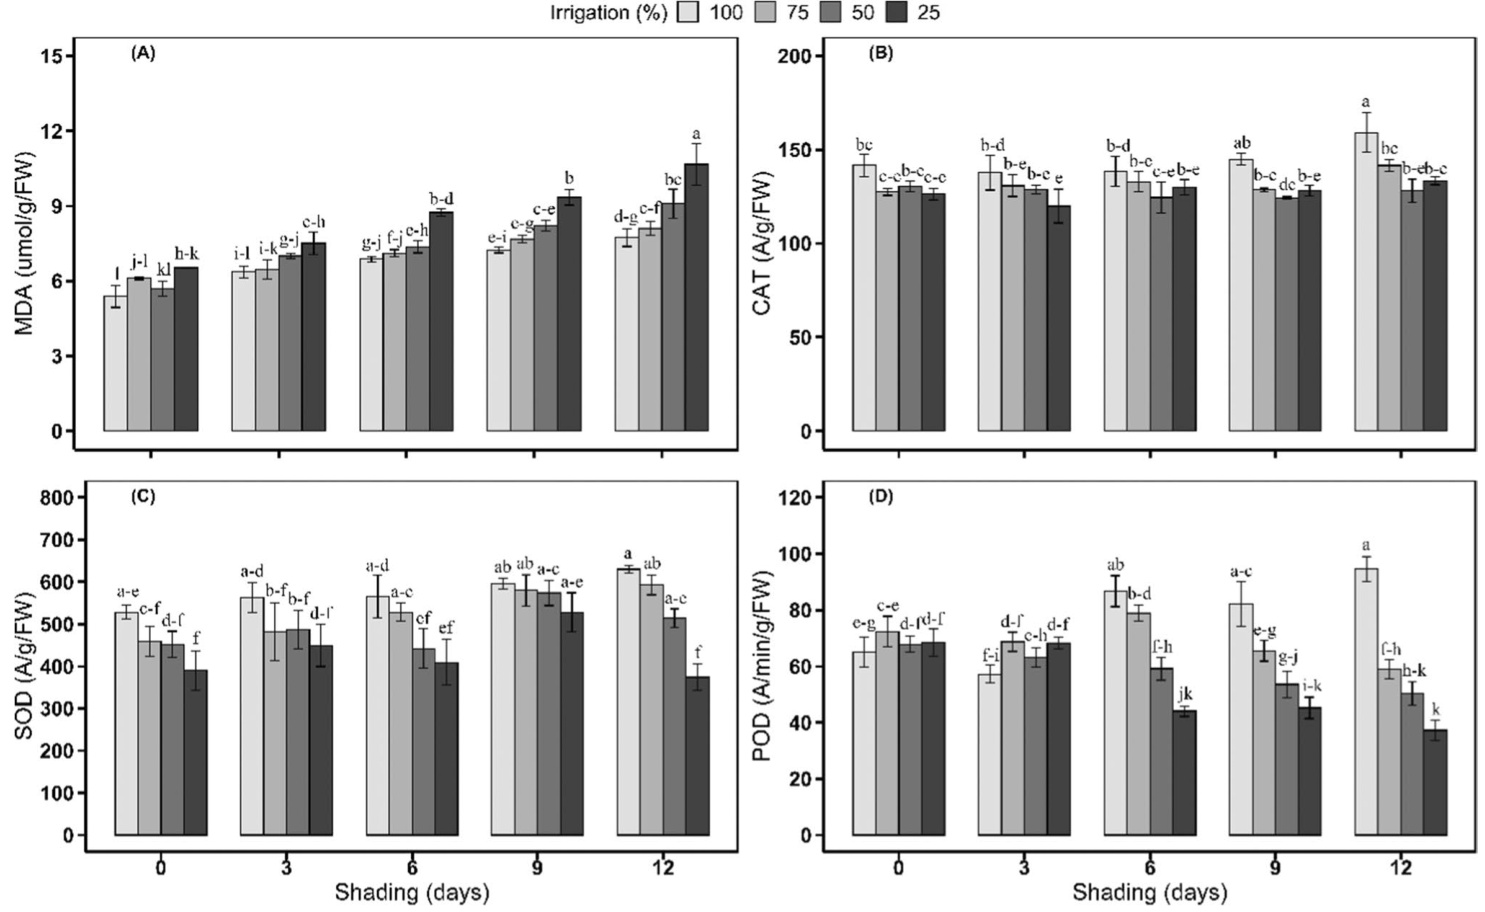 Irrigation (%) 100 75 50 25
(A)
MDA (umol/g/FW)
15
12
9
6
3
0
l j-l kl h-k
i-l i-k g-j c-h
g-j f-j e-h b-d
e-i c-g c-e b
d-g c-f bc a
(B)
CAT (A/g/FW)
200
150
100
50
0
bc c-e b-e c-e
b-d b-e b-e e
b-d b-e c-e b-e
ab b-e de b-e
a bc b-e b-e
(C)
SOD (A/g/FW)
800
700
600
500
400
300
200
100
0
a-e c-f d-f f
a-d b-f b-f d-f
a-d a-e ef ef
ab ab a-c a-e
a ab a-e f
0 3 6 9 12
Shading (days)
(D)
POD (A/min/g/FW)
120
100
80
60
40
20
0
e-g c-e d-f d-f
f-i d-f e-h d-f
ab b-d f-h jk
a-c e-g g-j i-k
a f-h h-k k
0 3 6 9 12
Shading (days)